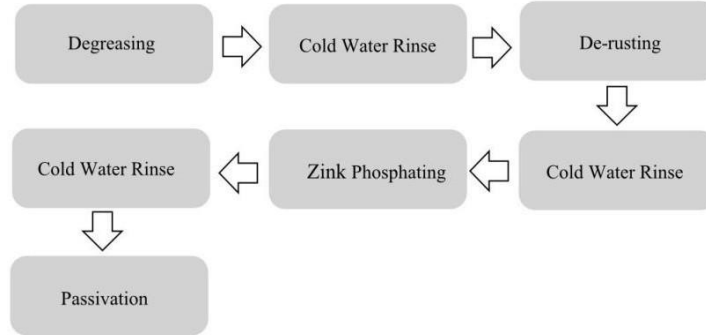 Degreasing
Cold Water Rinse
De-rusting
Cold Water Rinse
Zink Phosphating
Cold Water Rinse
Passivation